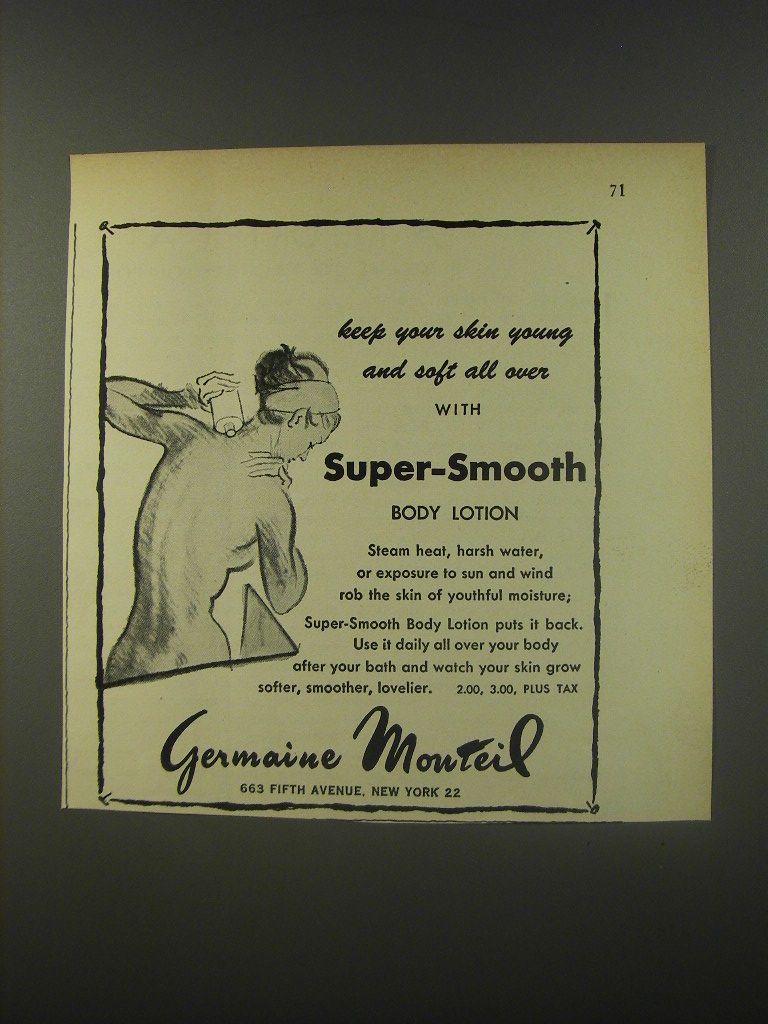 71
keep your skin young
and soft all over
WITH
Super-Smooth
BODY LOTION
Steam heat, harsh water,
or exposure to sun and wind
rob the skin of youthful moisture;
Super-Smooth Body Lotion puts it back.
Use it daily all over your body
after your bath and watch your skin grow
softer, smoother, lovelier. 2.00, 3.00, PLUS TAX
Germaine Monteil
663 FIFTH AVENUE, NEW YORK 22